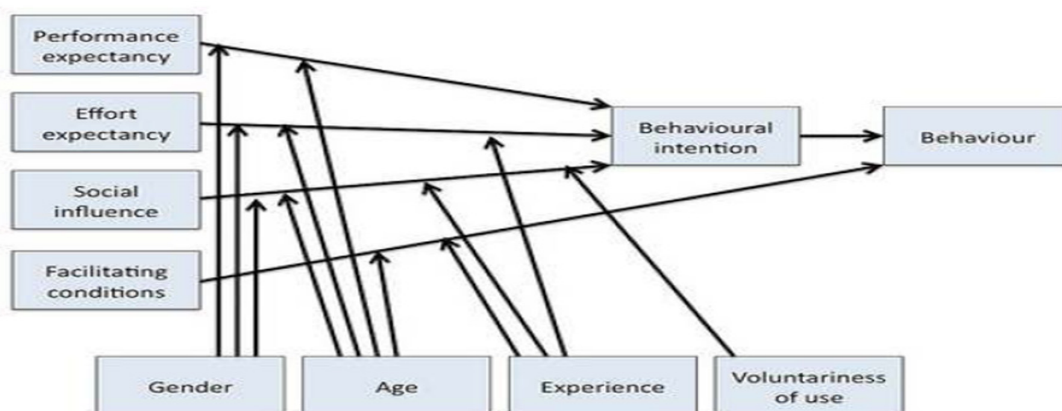 Performance
expectancy
Effort
expectancy
Social
influence
Facilitating
conditions
Behavioural
intention
Behaviour
Gender
Age
Experience
Voluntariness
of use